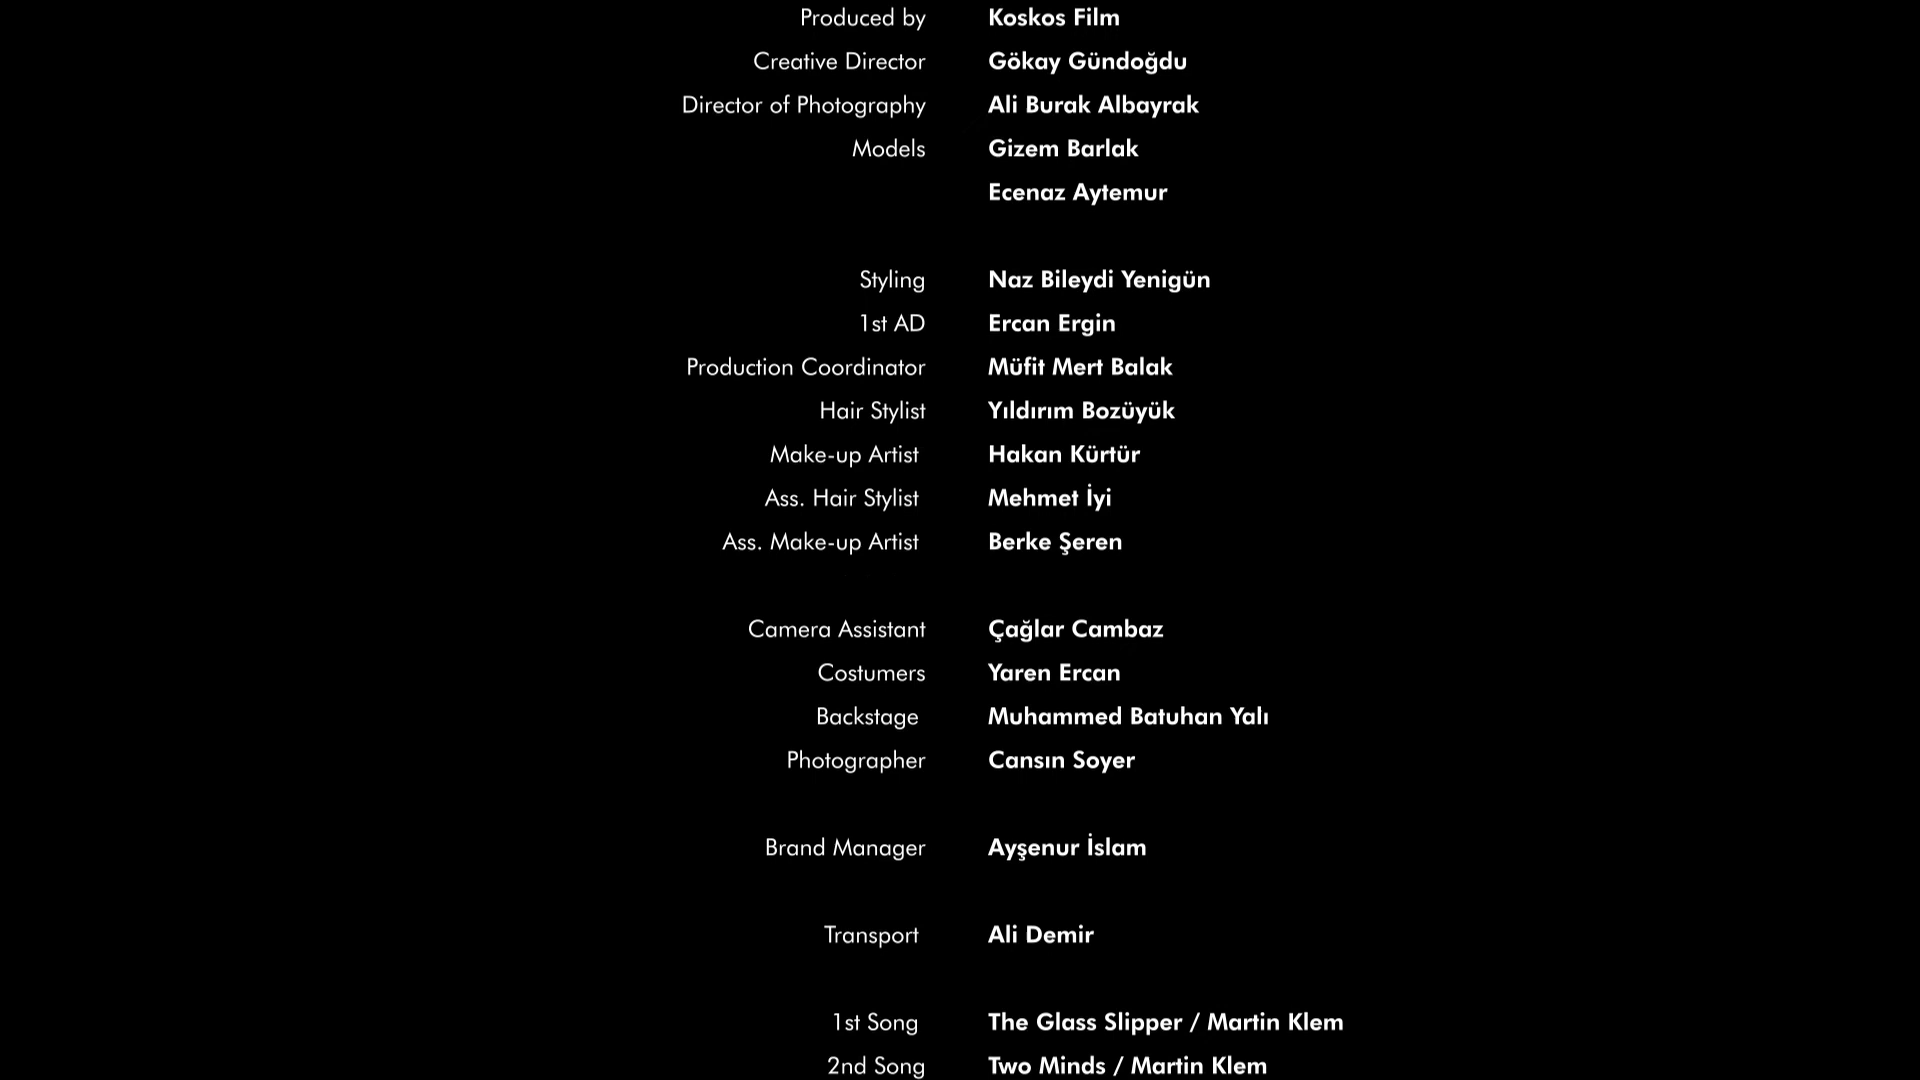 Produced by Koskos Film
Creative Director Gökay Gündoğdu
Director of Photography Ali Burak Albayrak
Models Gizem Barlak
Ecenaz Aytemur
Styling Naz Bileydi Yenigün
1st AD Ercan Ergin
Production Coordinator Müfit Mert Balak
Hair Stylist Yıldırım Bozüyük
Make-up Artist Hakan Kürtür
Ass. Hair Stylist Mehmet İyi
Ass. Make-up Artist Berke Şeren
Camera Assistant Çağlar Cambaz
Costumers Yaren Ercan
Backstage Muhammed Batuhan Yalı
Photographer Cansın Soyer
Brand Manager Ayşenur İslam
Transport Ali Demir
1st Song The Glass Slipper / Martin Klem
2nd Song Two Minds / Martin Klem